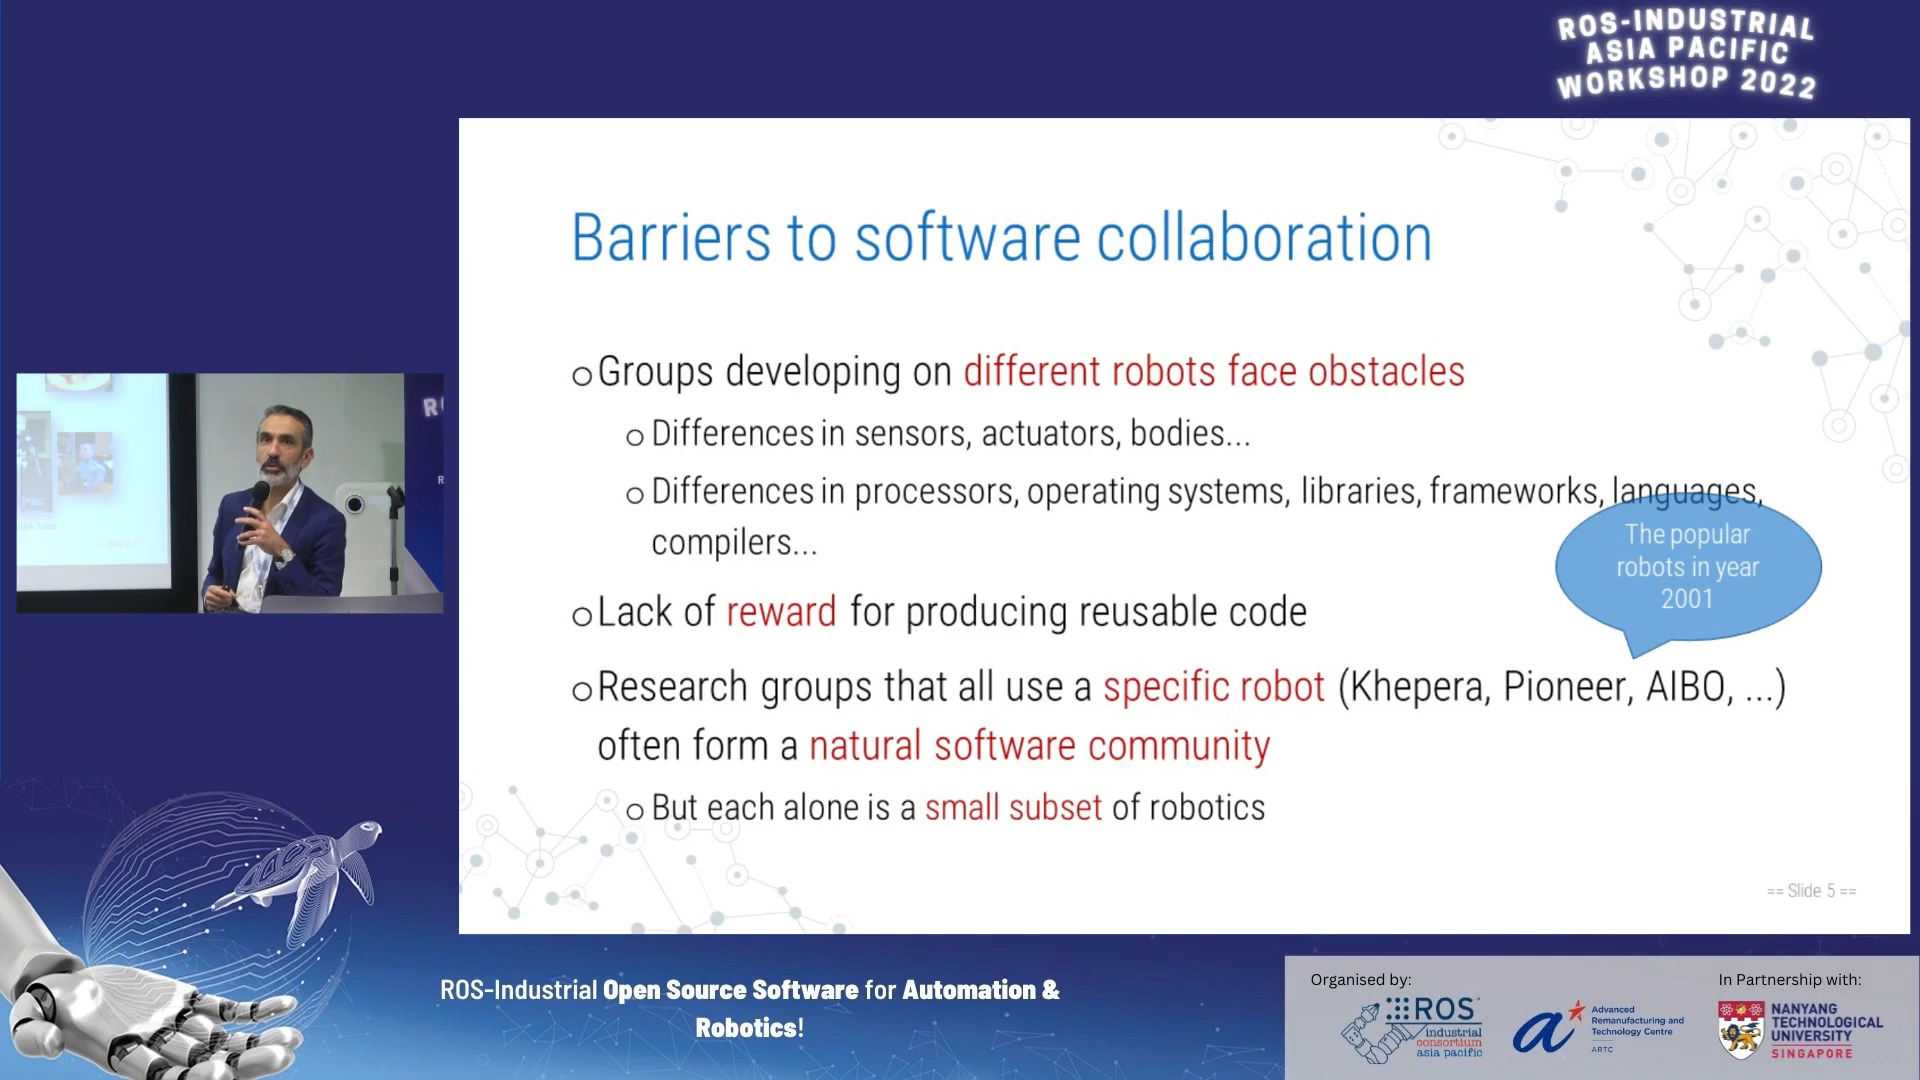 ROS-INDUSTRIAL
ASIA PACIFIC
WORKSHOP 2022
Barriers to software collaboration
Groups developing on different robots face obstacles
Differences in sensors, actuators, bodies...
Differences in processors, operating systems, libraries, frameworks, languages,
compilers...
The popular
robots in year
2001
Lack of reward for producing reusable code
Research groups that all use a specific robot (Khepera, Pioneer, AIBO, ...)
often form a natural software community
But each alone is a small subset of robotics
== Slide 5 ==
R
R
ROS-Industrial Open Source Software for Automation &
Robotics!
Organised by:
ROS
industrial
consortium
asia pacific
Advanced
Remanufacturing and
Technology Centre
ARTC
In Partnership with:
NANYANG
TECHNOLOGICAL
UNIVERSITY
SINGAPORE